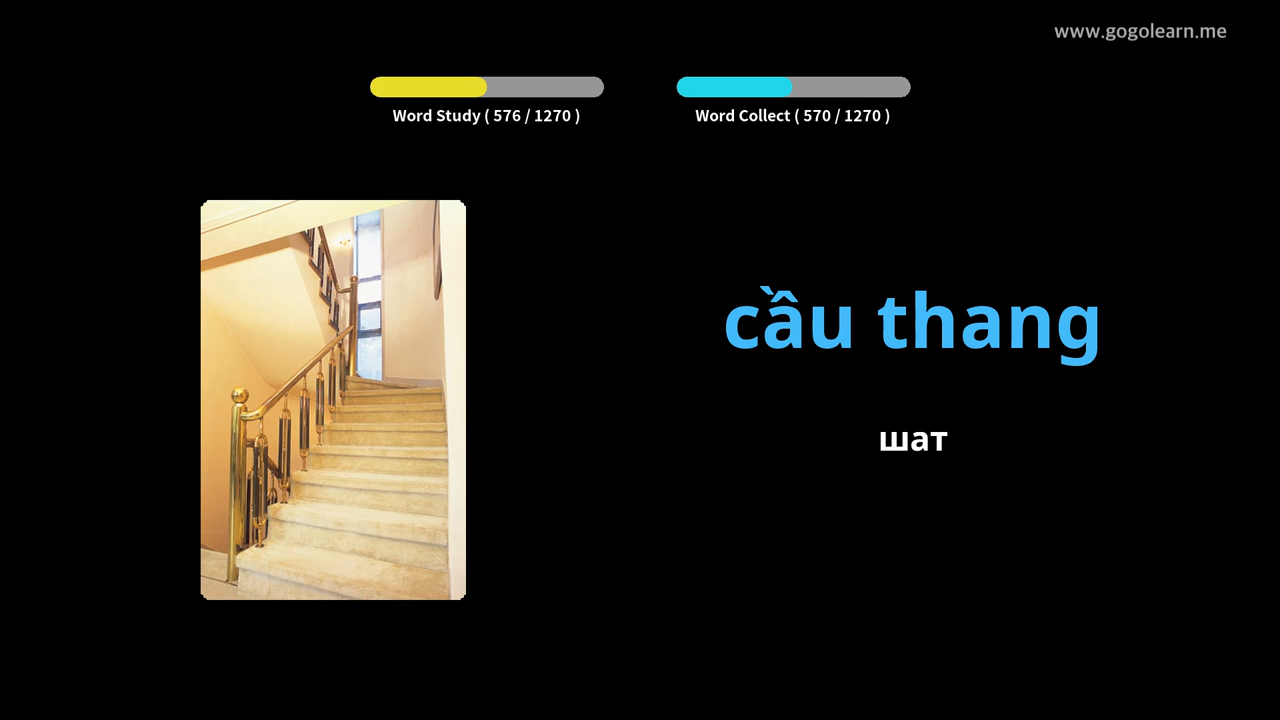 www.gogolearn.me
Word Study ( 576 / 1270 )
Word Collect ( 570 / 1270 )
cầu thang
шат